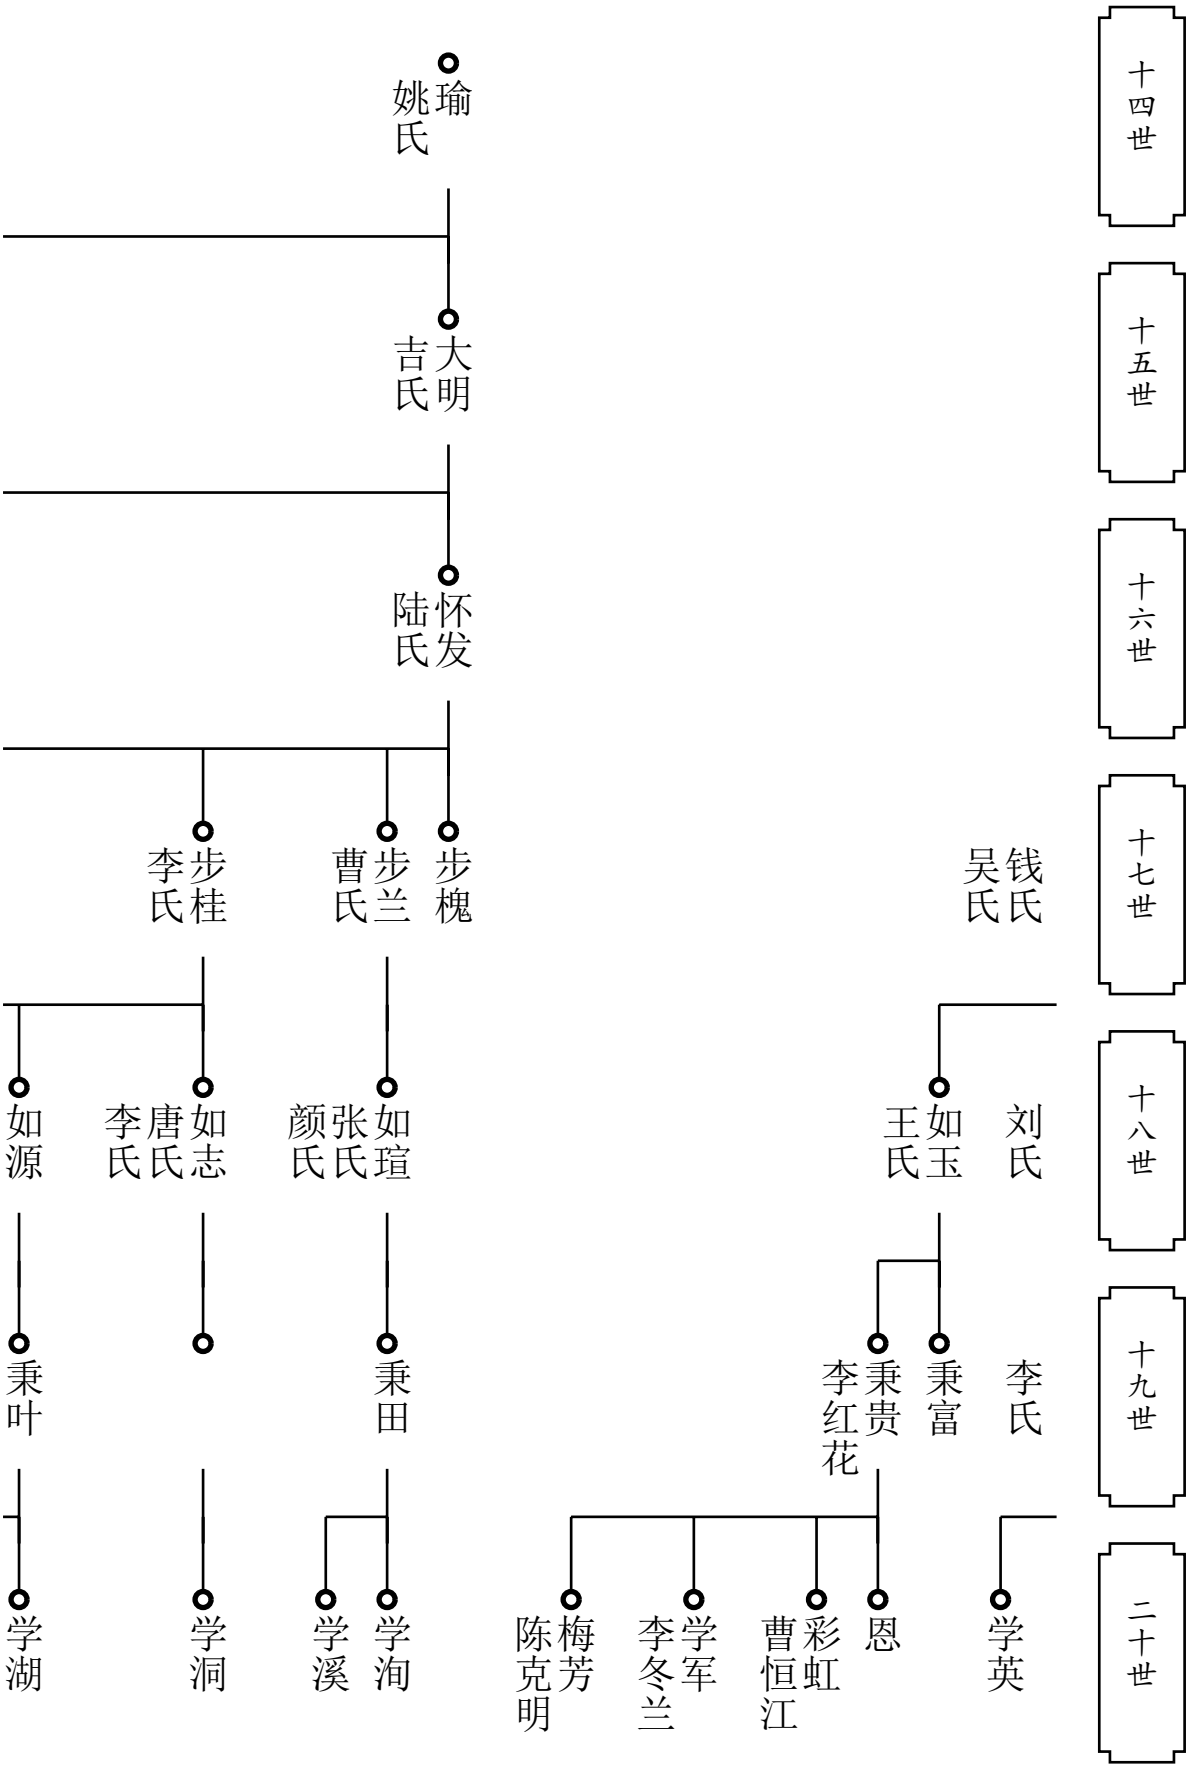 十四世
瑜
姚氏
十五世
大明
吉氏
十六世
怀发
陆氏
十七世
钱氏
吴氏
步槐
步兰
曹氏
步桂
李氏
十八世
刘氏
如玉
王氏
如瑄
张氏
颜氏
如志
唐氏
李氏
如源
十九世
李氏
秉富
秉贵
李红花
秉田
秉叶
二十世
学英
恩
彩虹
曹恒江
学军
李冬兰
梅芳
陈克明
学洵
学溪
学洞
学湖